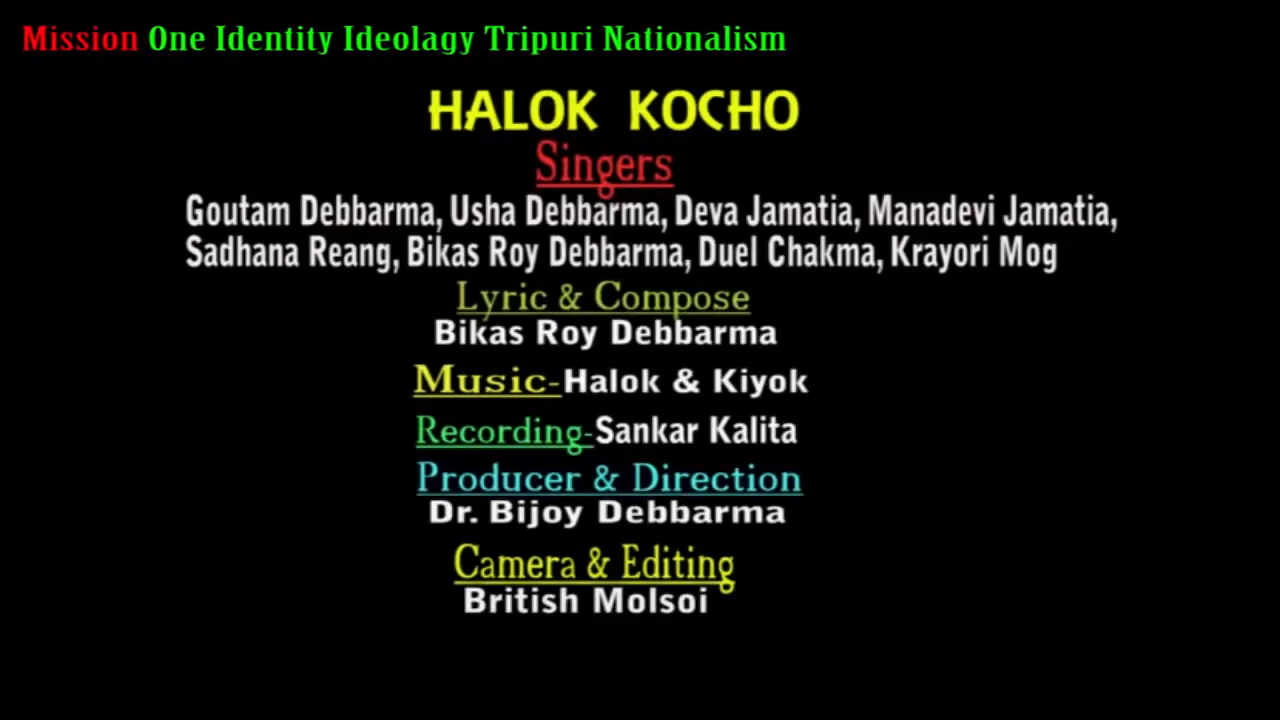 Mission One Identity Ideolagy Tripuri Nationalism
HALOK KOCHO
Singers
Goutam Debbarma, Usha Debbarma, Deva Jamatia, Manadevi Jamatia,
Sadhana Reang, Bikas Roy Debbarma, Duel Chakma, Krayori Mog
Lyric & Compose
Bikas Roy Debbarma
Music-Halok & Kiyok
Recording-Sankar Kalita
Producer & Direction
Dr. Bijoy Debbarma
Camera & Editing
British Molsoi